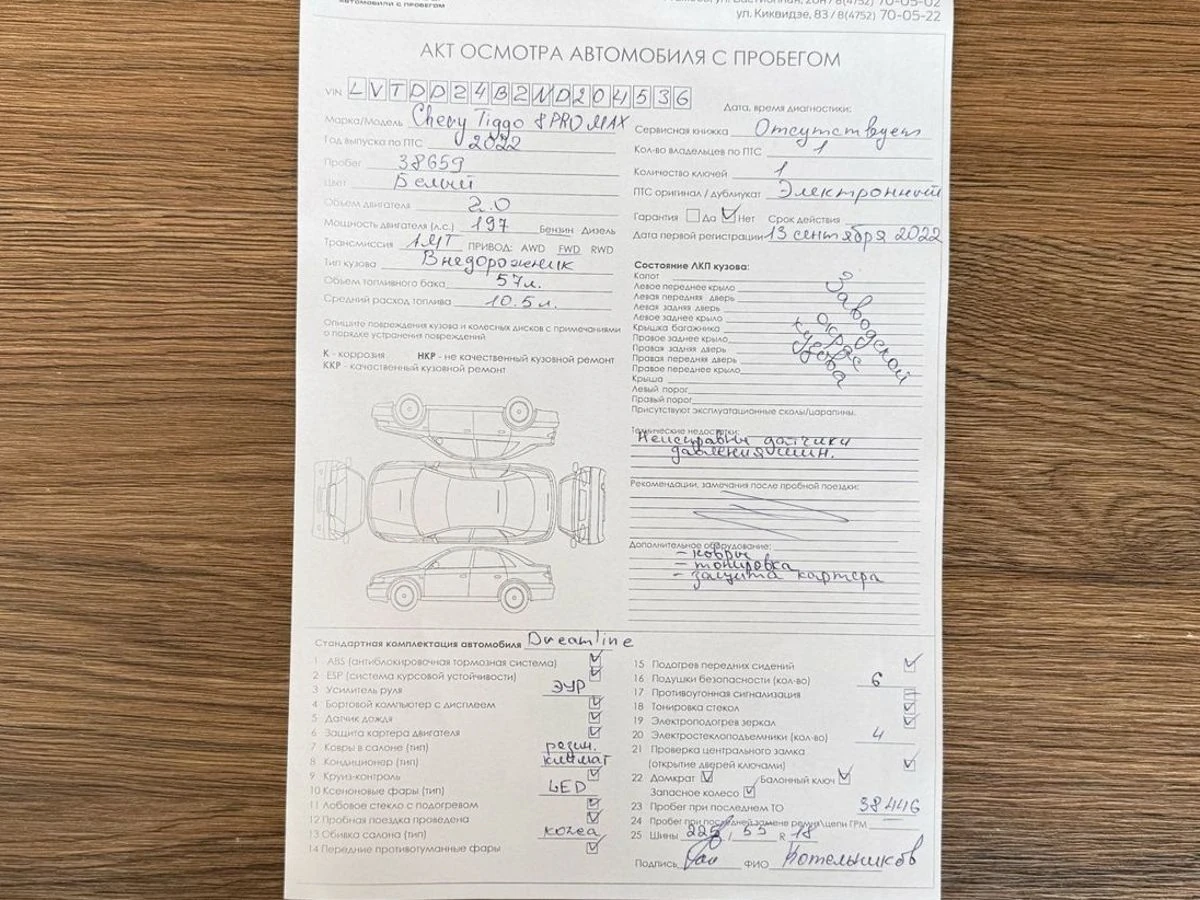 АВТОМОБИЛИ С ПРОБЕГОМ
8(4752) 70-05-02
ул. Киквидзе, 83 / 8(4752) 70-05-22
АКТ ОСМОТРА АВТОМОБИЛЯ С ПРОБЕГОМ
VIN LVTDD24B2ND204536
Дата, время диагностики:
Марка/Модель Chery Tiggo 8 PRO MAX
Год выпуска по ПТС 2022
Пробег 38659
Цвет Белый
Объем двигателя 2.0
Мощность двигателя (л.с.) 197 Бензин Дизель
Трансмиссия АМТ ПРИВОД: AWD FWD RWD
Тип кузова Внедорожник
Объем топливного бака 57л.
Средний расход топлива 10.5л.
Опишите повреждения кузова и колесных дисков с примечаниями
о порядке устранения повреждений
К - коррозия НКР - не качественный кузовной ремонт
ККР - качественный кузовной ремонт
Сервисная книжка Отсутствует
Кол-во владельцев по ПТС 1
Количество ключей 1
ПТС оригинал / дубликат Электронный
Гарантия Да Нет Срок действия
Дата первой регистрации 13 сентября 2022
Состояние ЛКП кузова:
Капот
Левое переднее крыло
Левая передняя дверь
Левая задняя дверь
Левое заднее крыло
Крышка багажника
Правое заднее крыло
Правая задняя дверь
Правая передняя дверь
Правое переднее крыло
Крыша
Левый порог
Правый порог
Заводской
окрас
кузова
Присутствуют эксплуатационные сколы/царапины.
Технические недостатки:
Неисправны датчики
давления шин.
Рекомендации, замечания после пробной поездки:
Дополнительное оборудование:
- ковры
- тонировка
- защита картера
Стандартная комплектация автомобиля Dreamline
1 ABS (антиблокировочная тормозная система)
2 ESP (система курсовой устойчивости)
3 Усилитель руля ЭУР
4 Бортовой компьютер с дисплеем
5 Датчик дождя
6 Защита картера двигателя
7 Ковры в салоне (тип) резин.
8 Кондиционер (тип) климат
9 Круиз-контроль
10 Ксеноновые фары (тип) LED
11 Лобовое стекло с подогревом
12 Пробная поездка проведена
13 Обивка салона (тип) кожа
14 Передние противотуманные фары
15 Подогрев передних сидений
16 Подушки безопасности (кол-во) 6
17 Противоугонная сигнализация
18 Тонировка стекол
19 Электроподогрев зеркал
20 Электростеклоподъемники (кол-во) 4
21 Проверка центрального замка
(открытие дверей ключами)
22 Домкрат Балонный ключ
Запасное колесо
23 Пробег при последнем ТО 38446
24 Пробег при последней замене ремня\цепи ГРМ
25 Шины 225 / 55 R 18
Подпись ФИО Котельников